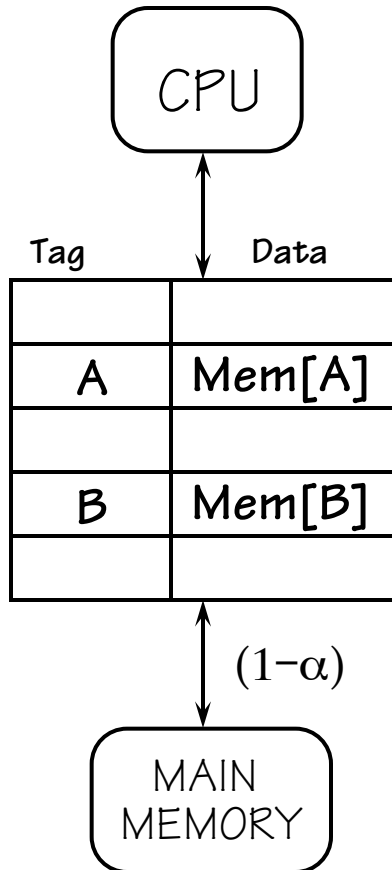 CPU
Tag Data
A Mem[A]
B Mem[B]
(1−α)
MAIN
MEMORY